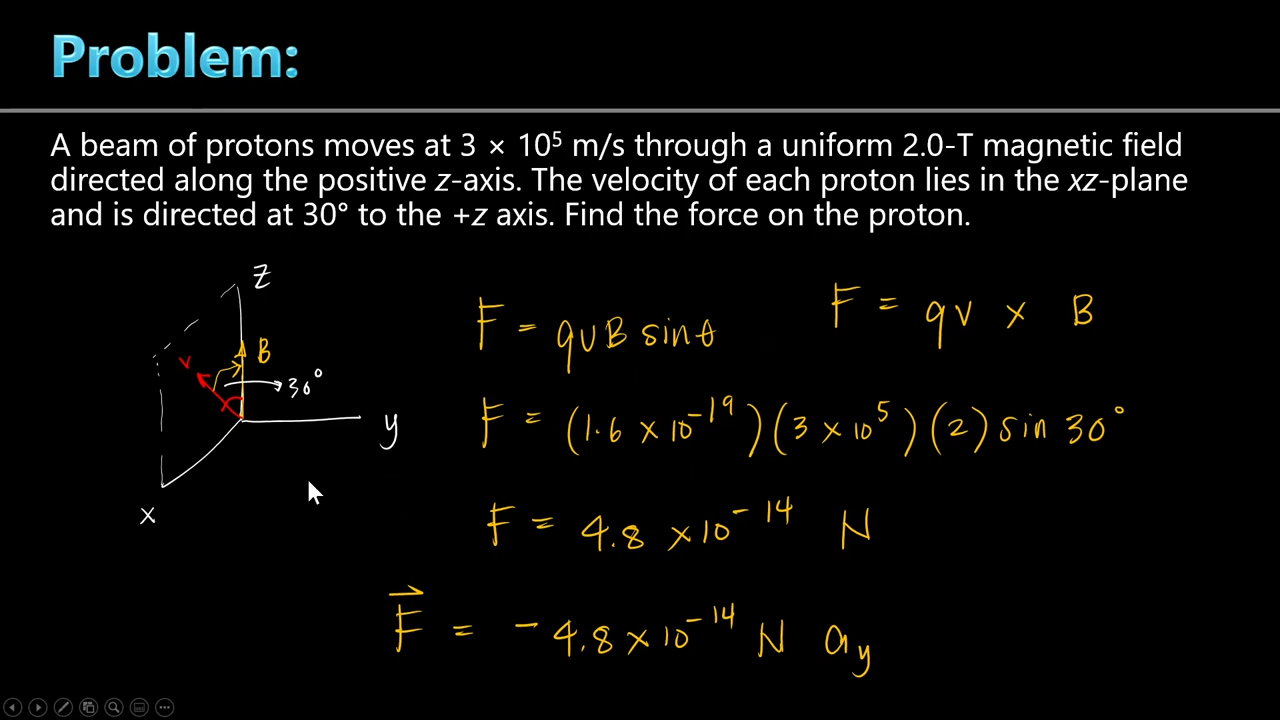 Problem:
A beam of protons moves at 3 × 10⁵ m/s through a uniform 2.0-T magnetic field
directed along the positive z-axis. The velocity of each proton lies in the xz-plane
and is directed at 30° to the +z axis. Find the force on the proton.
z
v
B
30°
y
x
F = qvB sinθ
F = qv × B
F = (1.6 × 10⁻¹⁹)(3 × 10⁵)(2) sin 30°
F = 4.8 × 10⁻¹⁴ N
F⃗ = - 4.8 × 10⁻¹⁴ N a_y